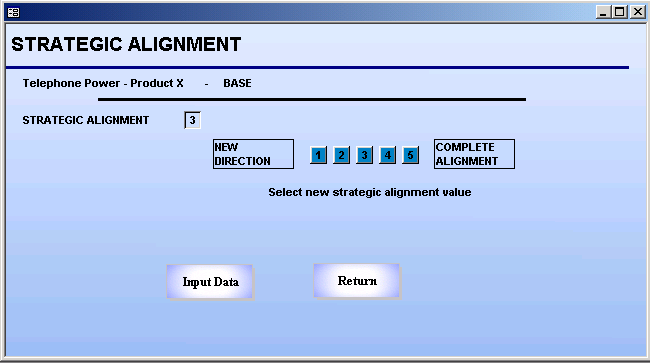 STRATEGIC ALIGNMENT
Telephone Power - Product X - BASE
STRATEGIC ALIGNMENT 3
NEW DIRECTION 1 2 3 4 5 COMPLETE ALIGNMENT
Select new strategic alignment value
Input Data Return